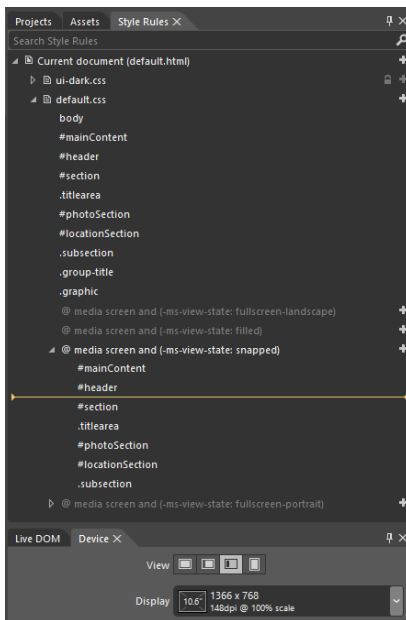 Projects Assets Style Rules
Search Style Rules
Current document (default.html)
ui-dark.css
default.css
body
#mainContent
#header
#section
.titlearea
#photoSection
#locationSection
.subsection
.group-title
.graphic
@ media screen and (-ms-view-state: fullscreen-landscape)
@ media screen and (-ms-view-state: filled)
@ media screen and (-ms-view-state: snapped)
#mainContent
#header
#section
.titlearea
#photoSection
#locationSection
.subsection
@ media screen and (-ms-view-state: fullscreen-portrait)
Live DOM Device
View
Display 10.6" 1366 x 768
148dpi @ 100% scale